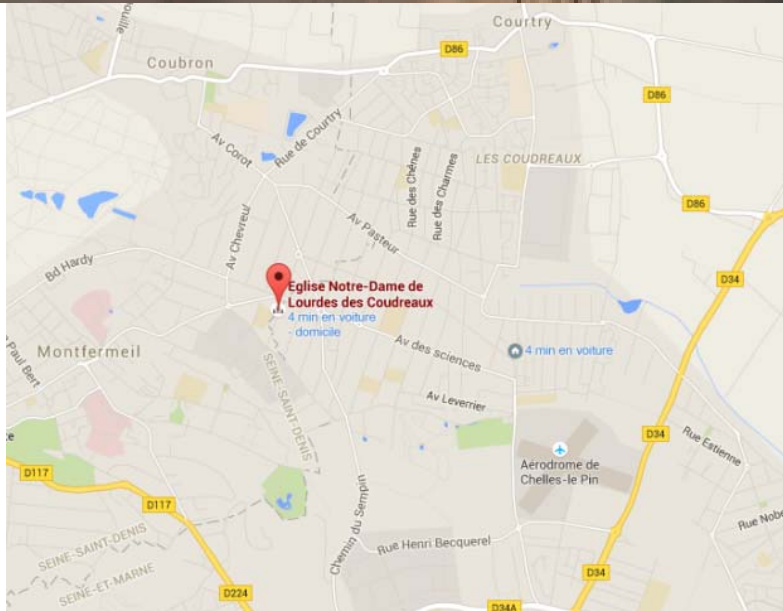 Courtry
D86
Coubron
D86
Rue de Courtry
Av Corot
LES COUDREAUX
Rue des Chênes
Rue des Charmes
D86
Av Pasteur
Av Chevreul
Bd Hardy
D34
Eglise Notre-Dame de
Lourdes des Coudreaux
4 min en voiture
- domicile
Paul Bert
Montfermeil
Av des sciences
4 min en voiture
SEINE-SAINT-DENIS
Av Leverrier
D34
Rue Estienne
D117
D117
Aérodrome de
Chelles-le Pin
Chemin du Sempin
Rue Henri Becquerel
SEINE-SAINT-DENIS
SEINE-ET-MARNE
D224
D34
D34A